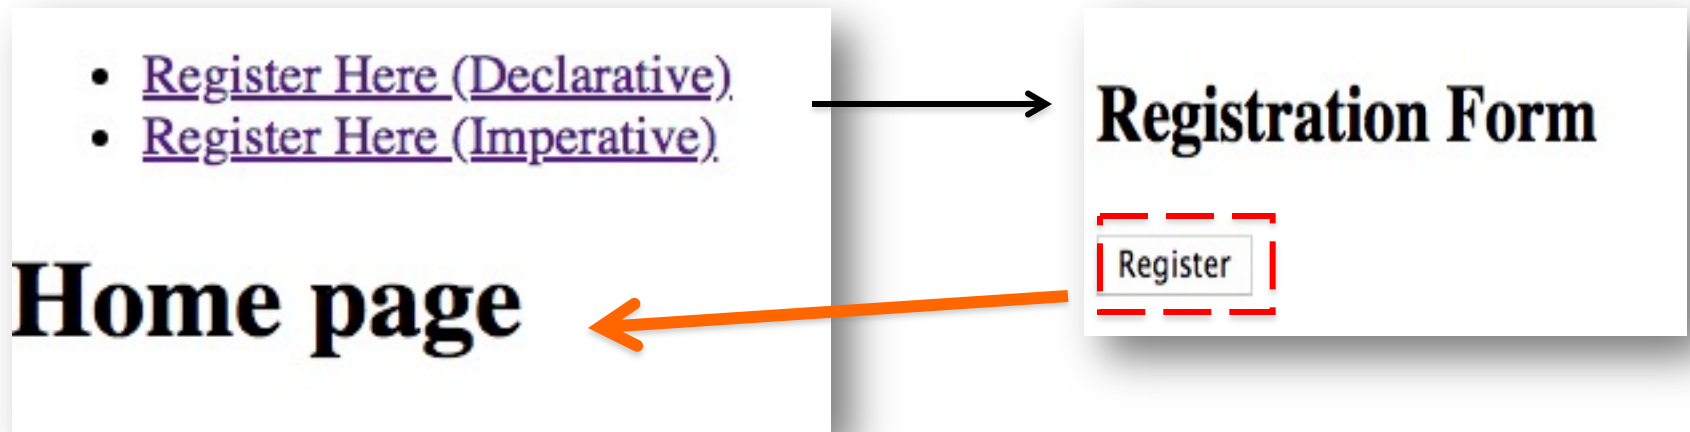 Register Here (Declarative)
Register Here (Imperative)
Home page
Registration Form
Register